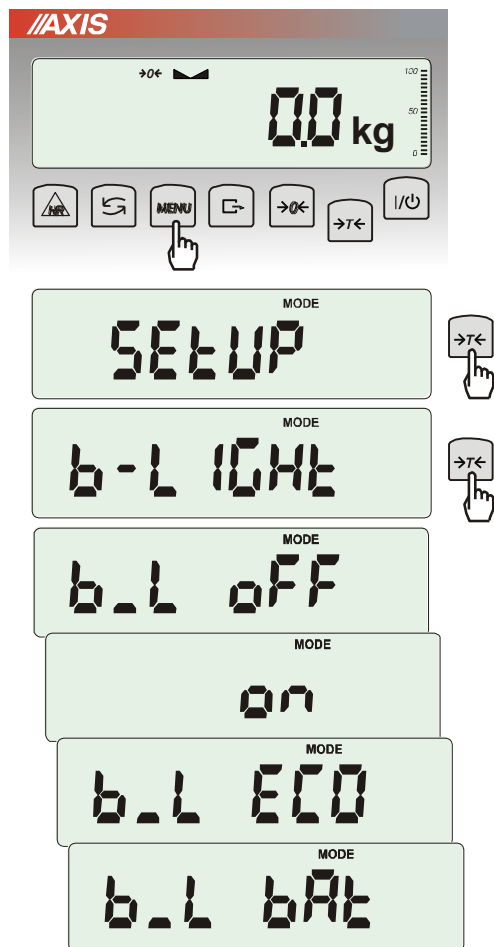 //AXIS
→0←
100
50
0
0.0 kg
HR MENU →0← →T← I/⏻
MODE
SEtUP
→T←
MODE
b-LIGHt
→T←
MODE
b_L oFF
MODE
on
MODE
b_L ECO
MODE
b_L bAt